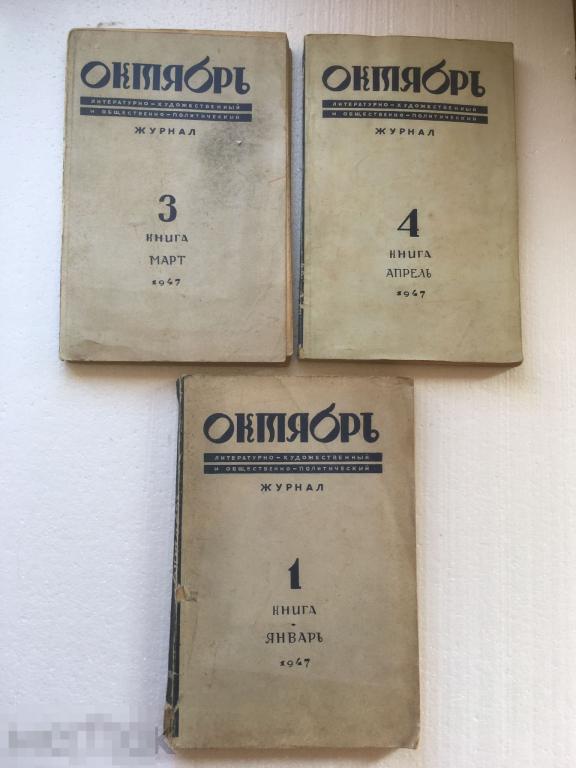 ОКТЯБРЬ
ЛИТЕРАТУРНО-ХУДОЖЕСТВЕННЫЙ
И ОБЩЕСТВЕННО-ПОЛИТИЧЕСКИЙ
ЖУРНАЛ
3
КНИГА
МАРТ
1947
ОКТЯБРЬ
ЛИТЕРАТУРНО-ХУДОЖЕСТВЕННЫЙ
И ОБЩЕСТВЕННО-ПОЛИТИЧЕСКИЙ
ЖУРНАЛ
4
КНИГА
АПРЕЛЬ
1947
ОКТЯБРЬ
ЛИТЕРАТУРНО-ХУДОЖЕСТВЕННЫЙ
И ОБЩЕСТВЕННО-ПОЛИТИЧЕСКИЙ
ЖУРНАЛ
1
КНИГА
ЯНВАРЬ
1947